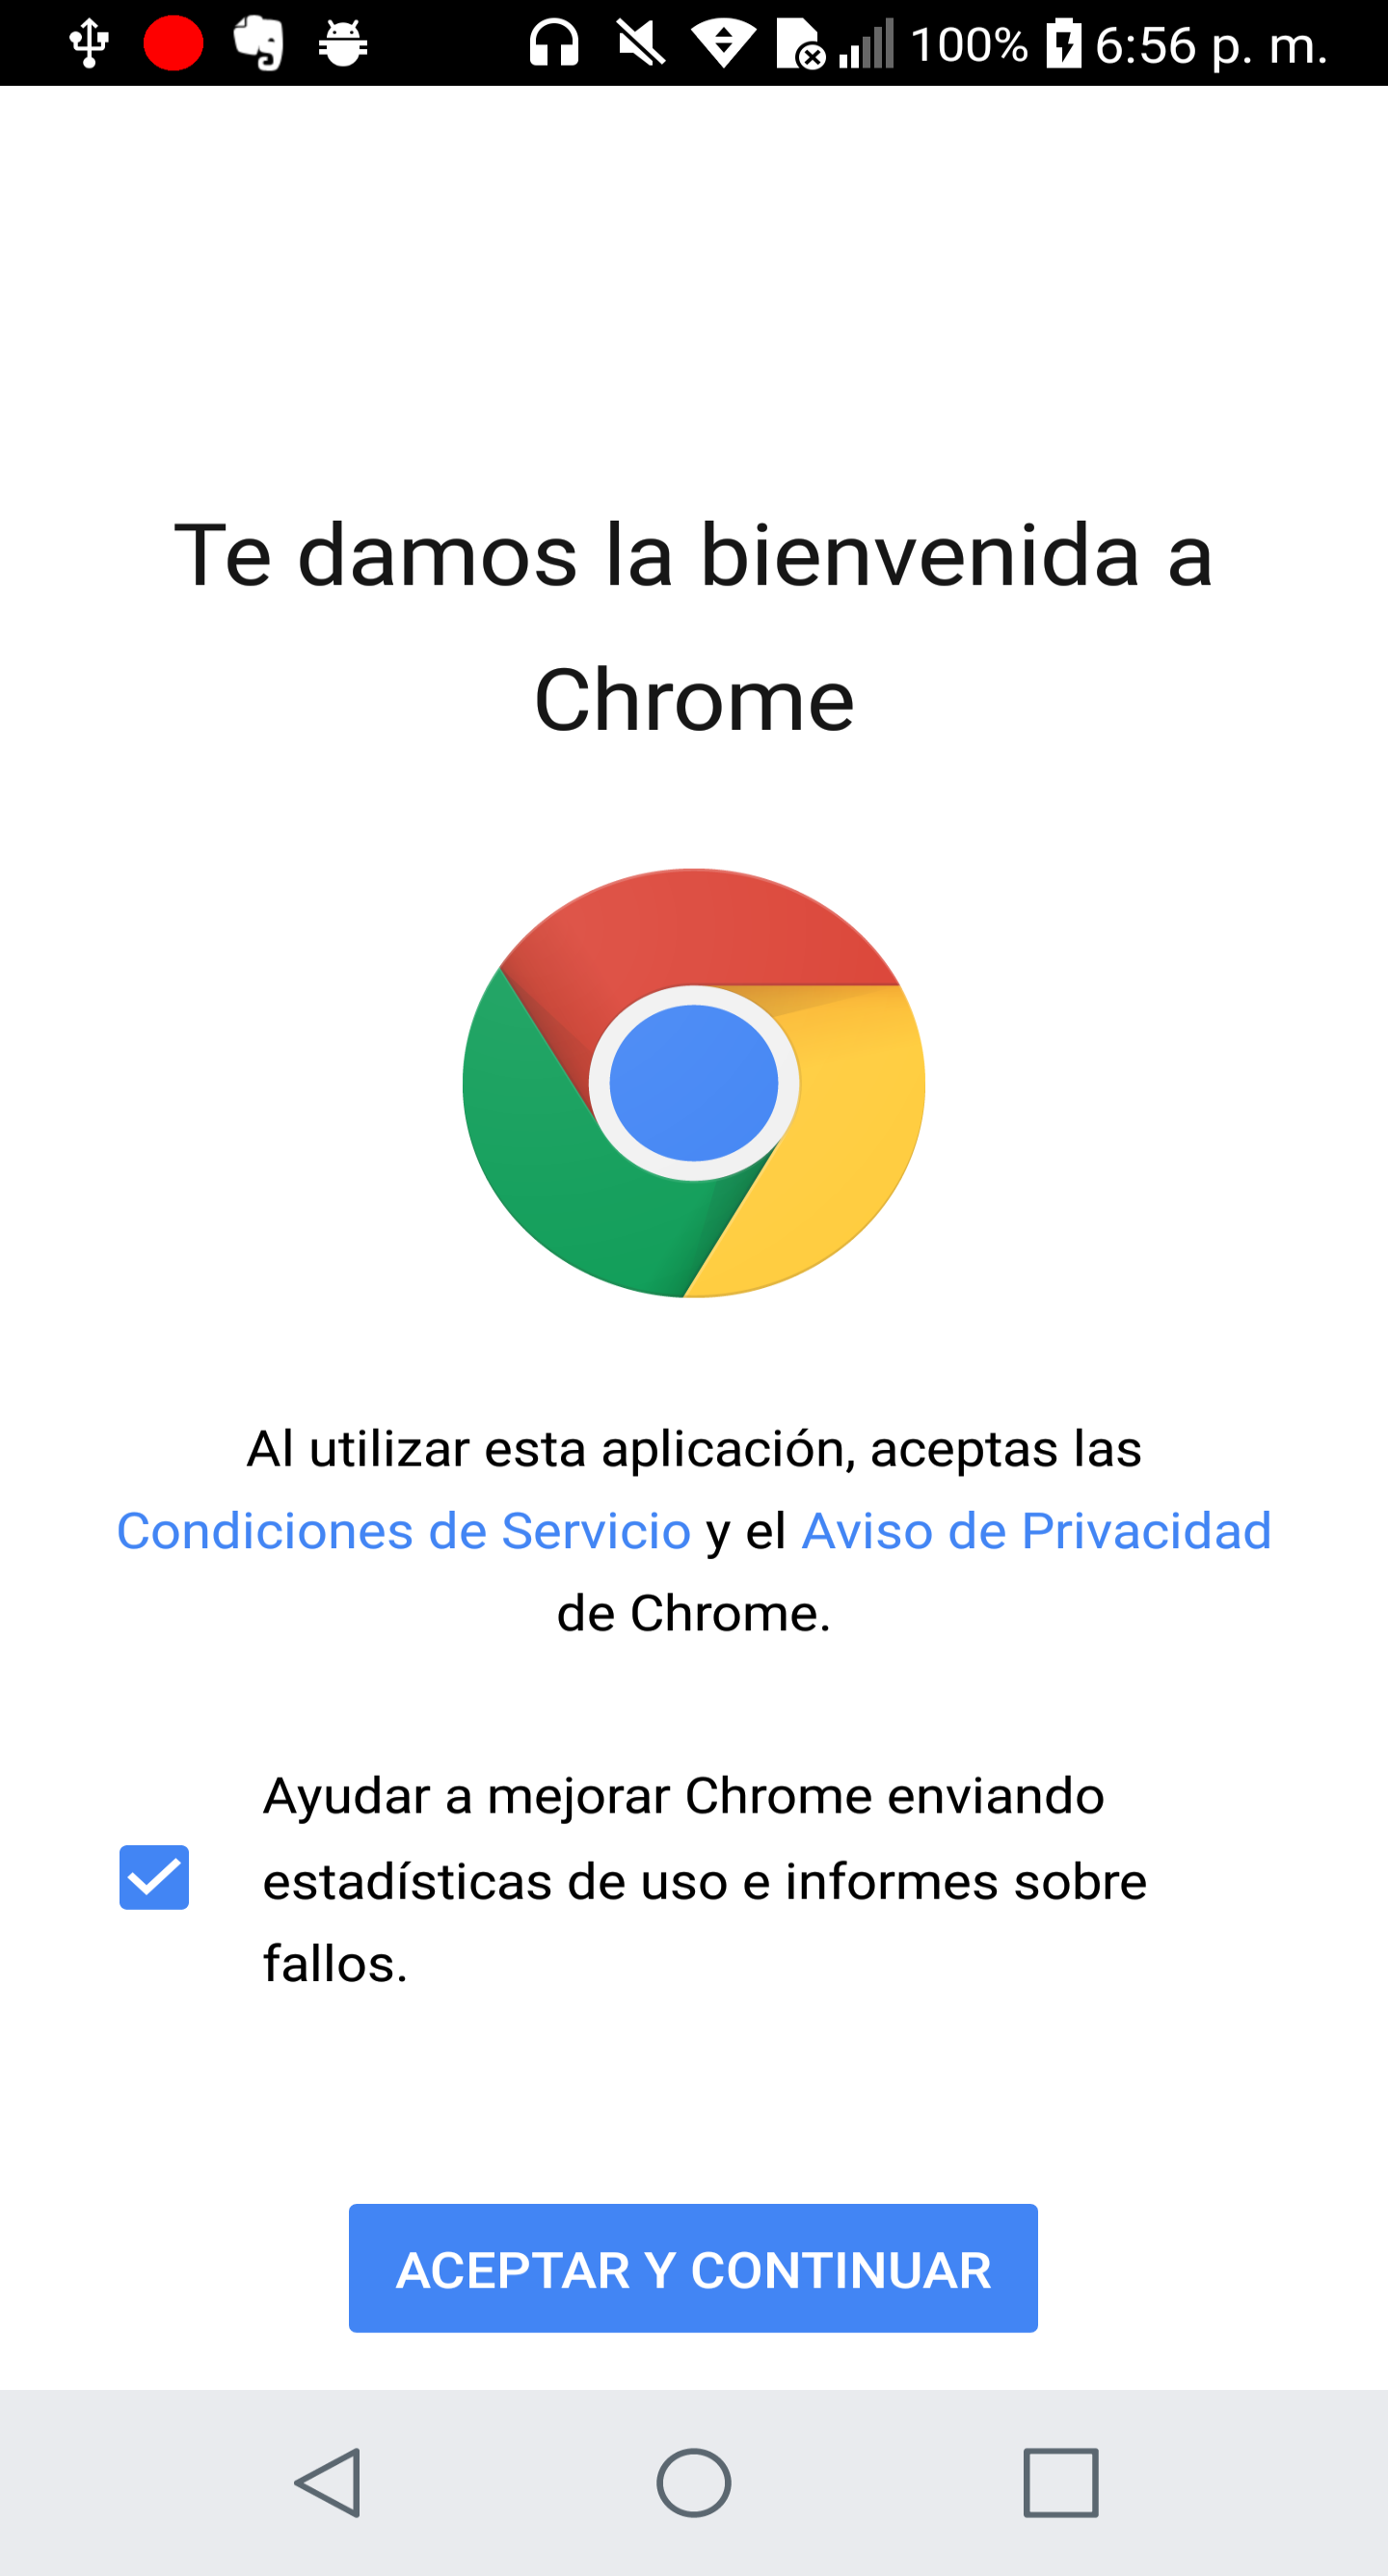 100% 6:56 p. m.
Te damos la bienvenida a
Chrome
Al utilizar esta aplicación, aceptas las
Condiciones de Servicio y el Aviso de Privacidad
de Chrome.
Ayudar a mejorar Chrome enviando
estadísticas de uso e informes sobre
fallos.
ACEPTAR Y CONTINUAR